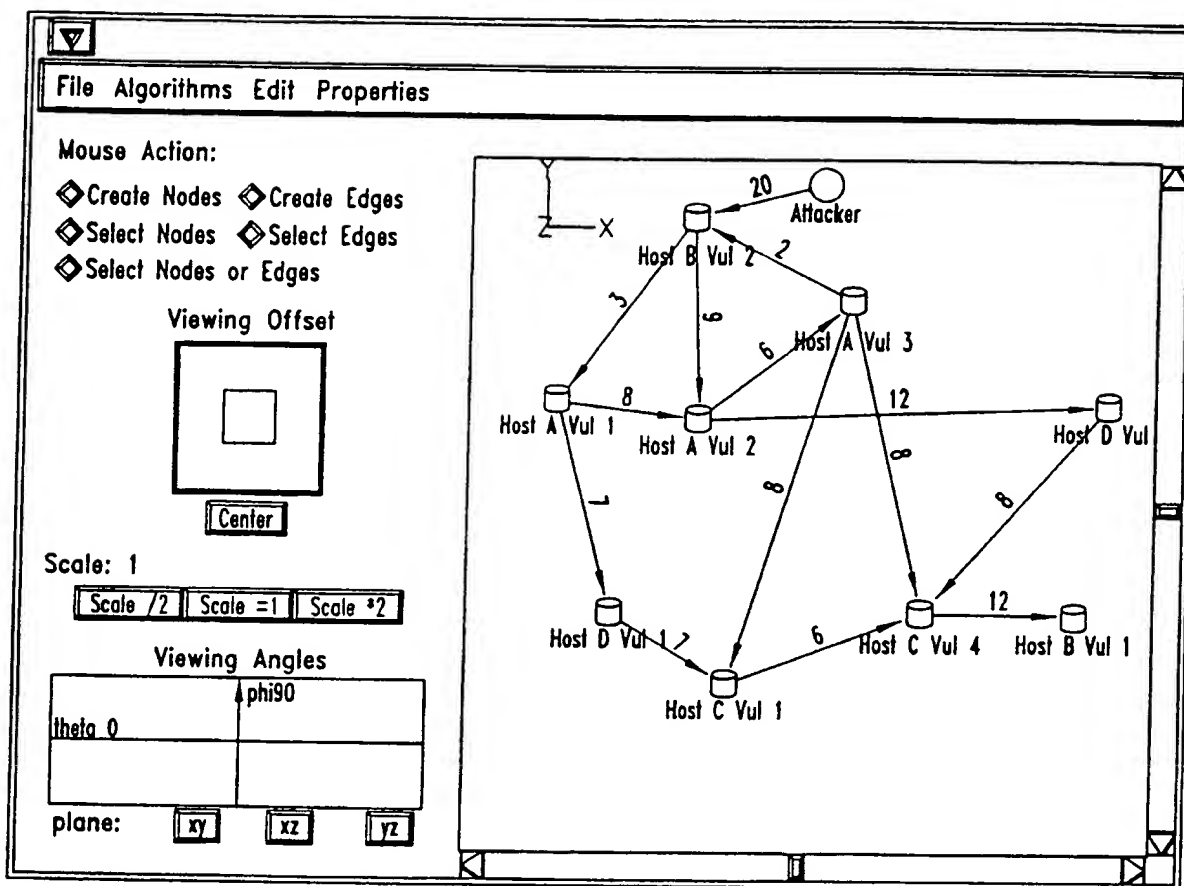 File Algorithms Edit Properties
Mouse Action:
Create Nodes Create Edges
Select Nodes Select Edges
Select Nodes or Edges
Viewing Offset
Center
Scale: 1
Scale /2 Scale =1 Scale *2
Viewing Angles
phi90
theta 0
plane: xy xz yz
Y
Z X
20
Attacker
Host B Vul 2
2
3
6
6
Host A Vul 3
8
12
Host A Vul 1
Host A Vul 2
Host D Vul
8
8
8
7
12
Host D Vul 1
7
6
Host C Vul 4
Host B Vul 1
Host C Vul 1